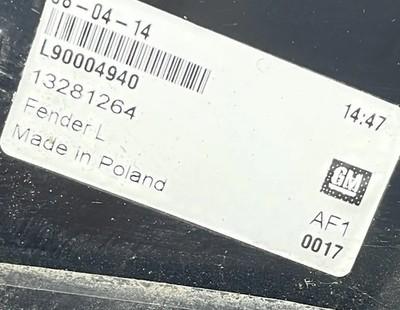 -04-14
14:47
L90004940
13281264
Fender L
Made in Poland
GM
AF1
0017